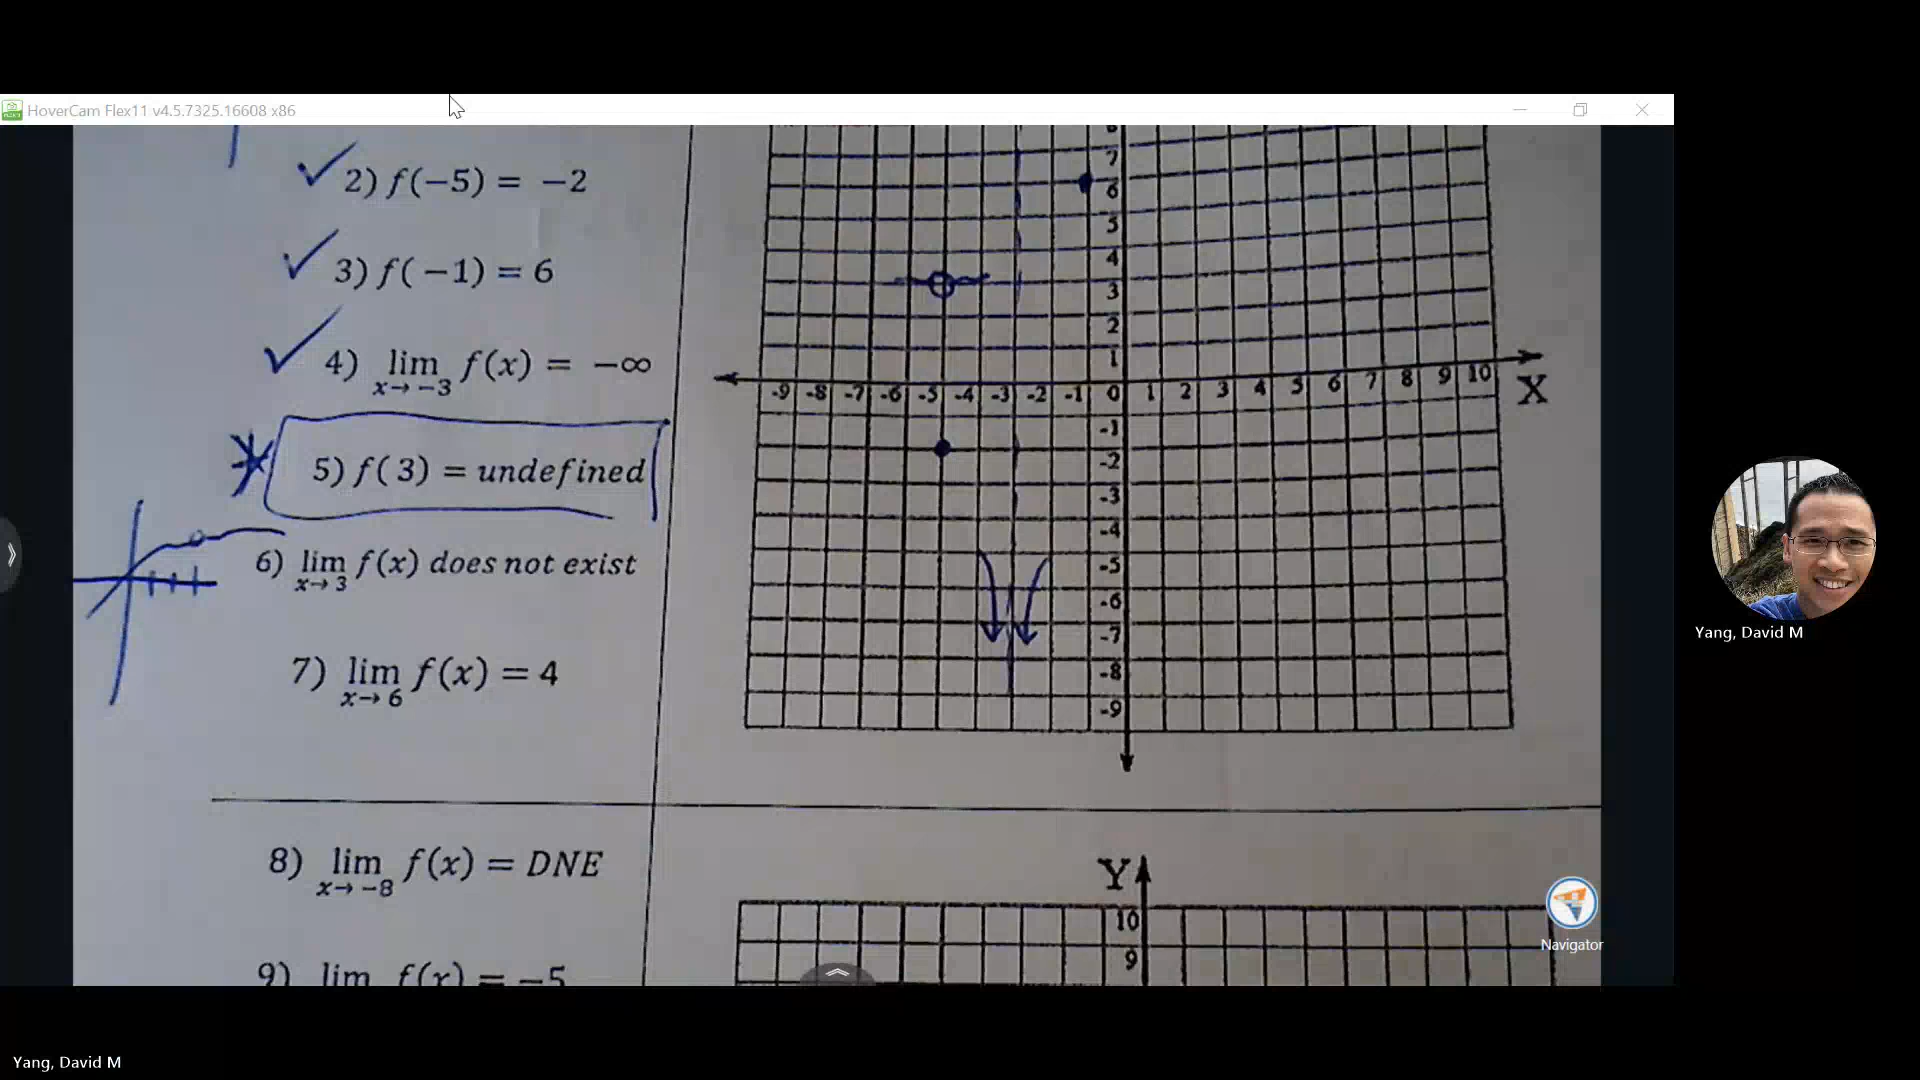 HoverCam Flex11 v4.5.7325.16608 x86
2) f(−5) = −2
3) f(−1) = 6
4) lim f(x) = −∞
x→ −3
5) f(3) = undefined
6) lim f(x) does not exist
x→ 3
7) lim f(x) = 4
x→ 6
8) lim f(x) = DNE
x→ −8
9) lim f(x) = −5
7
6
5
4
3
2
1
-9 -8 -7 -6 -5 -4 -3 -2 -1 0 1 2 3 4 5 6 7 8 9 10 X
-1
-2
-3
-4
-5
-6
-7
-8
-9
Y
10
9
Navigator
Yang, David M
Yang, David M